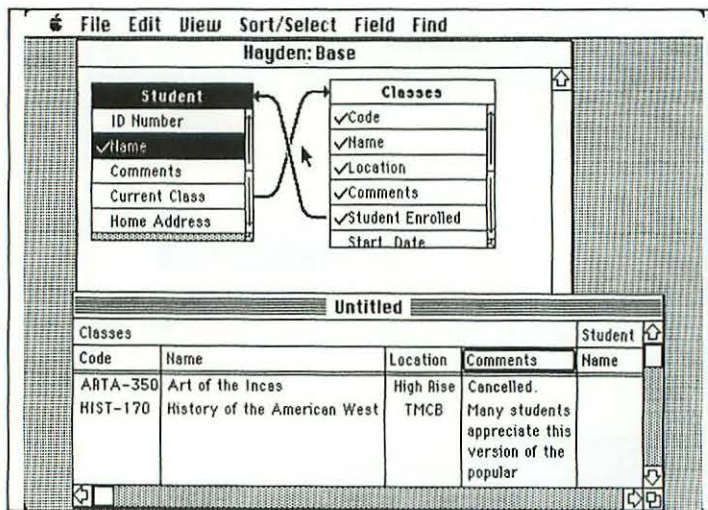 File Edit View Sort/Select Field Find
Hayden:Base
Student
ID Number
✓Name
Comments
Current Class
Home Address
Classes
✓Code
✓Name
✓Location
✓Comments
✓Student Enrolled
Start Date
Untitled
Classes Student
Code Name Location Comments Name
ARTA-350 Art of the Incas High Rise Cancelled.
HIST-170 History of the American West TMCB Many students
appreciate this
version of the
popular